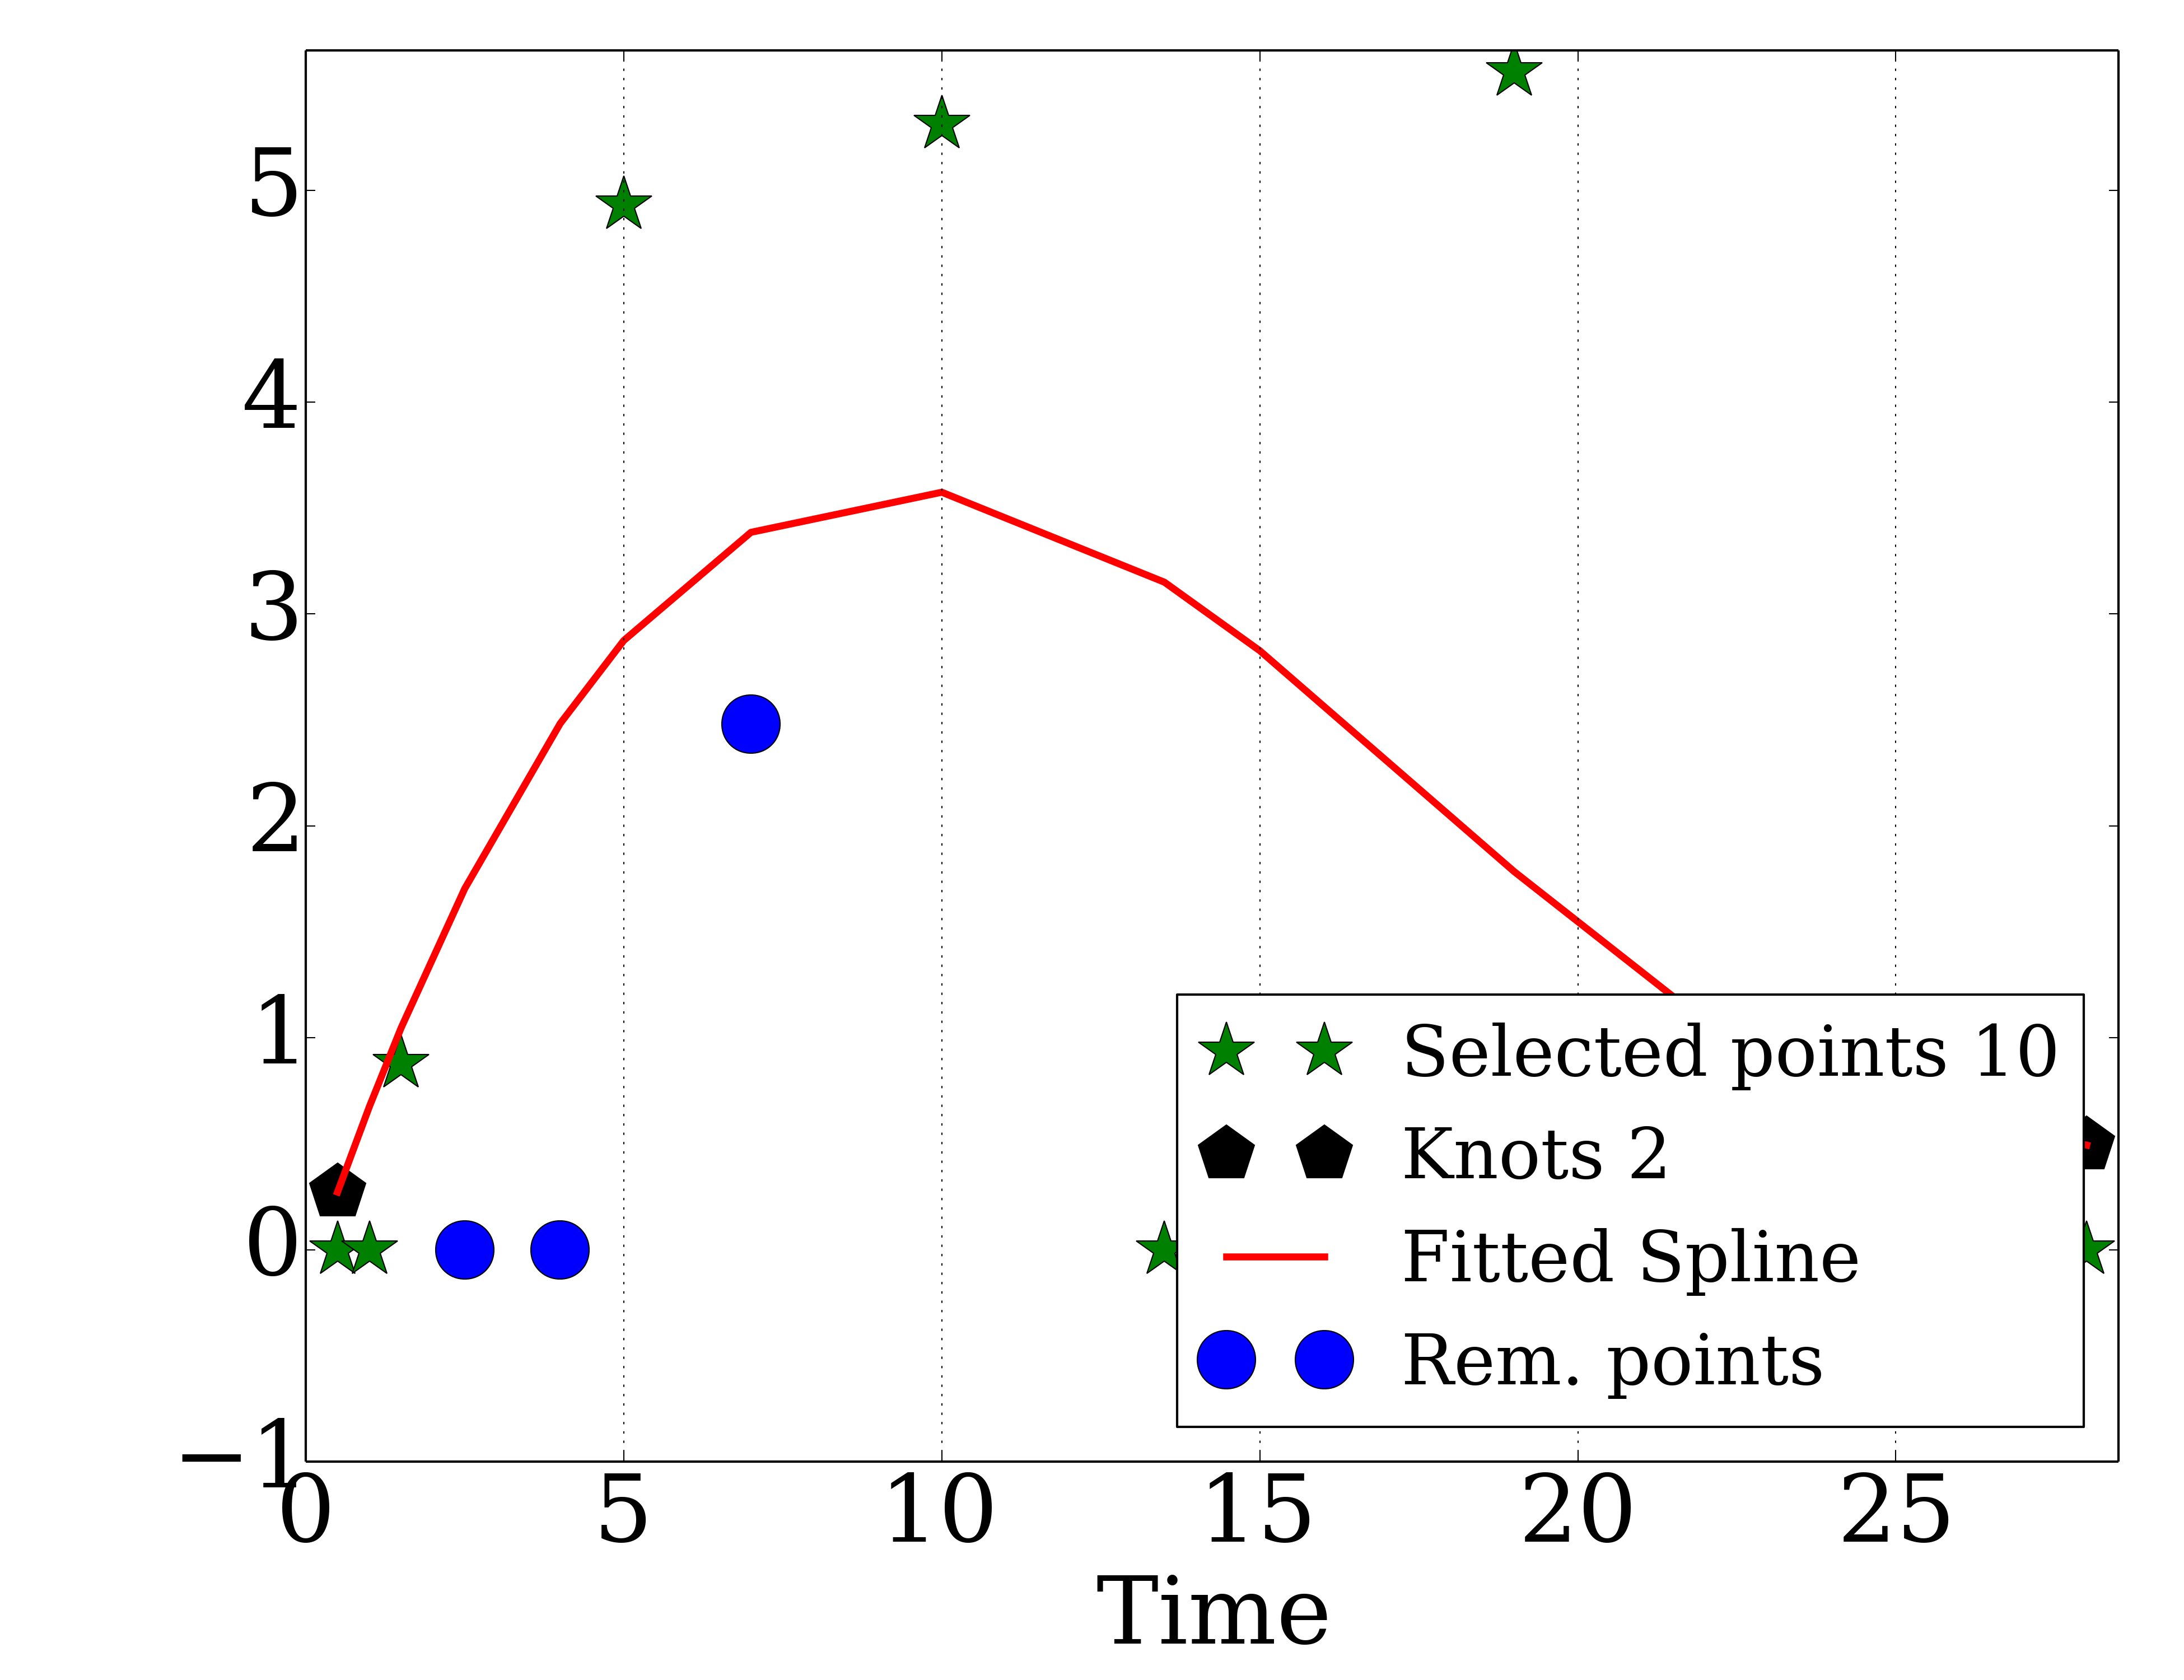 5
4
3
2
1
0
−1
Selected points 10
Knots 2
Fitted Spline
Rem. points
0 5 10 15 20 25
Time